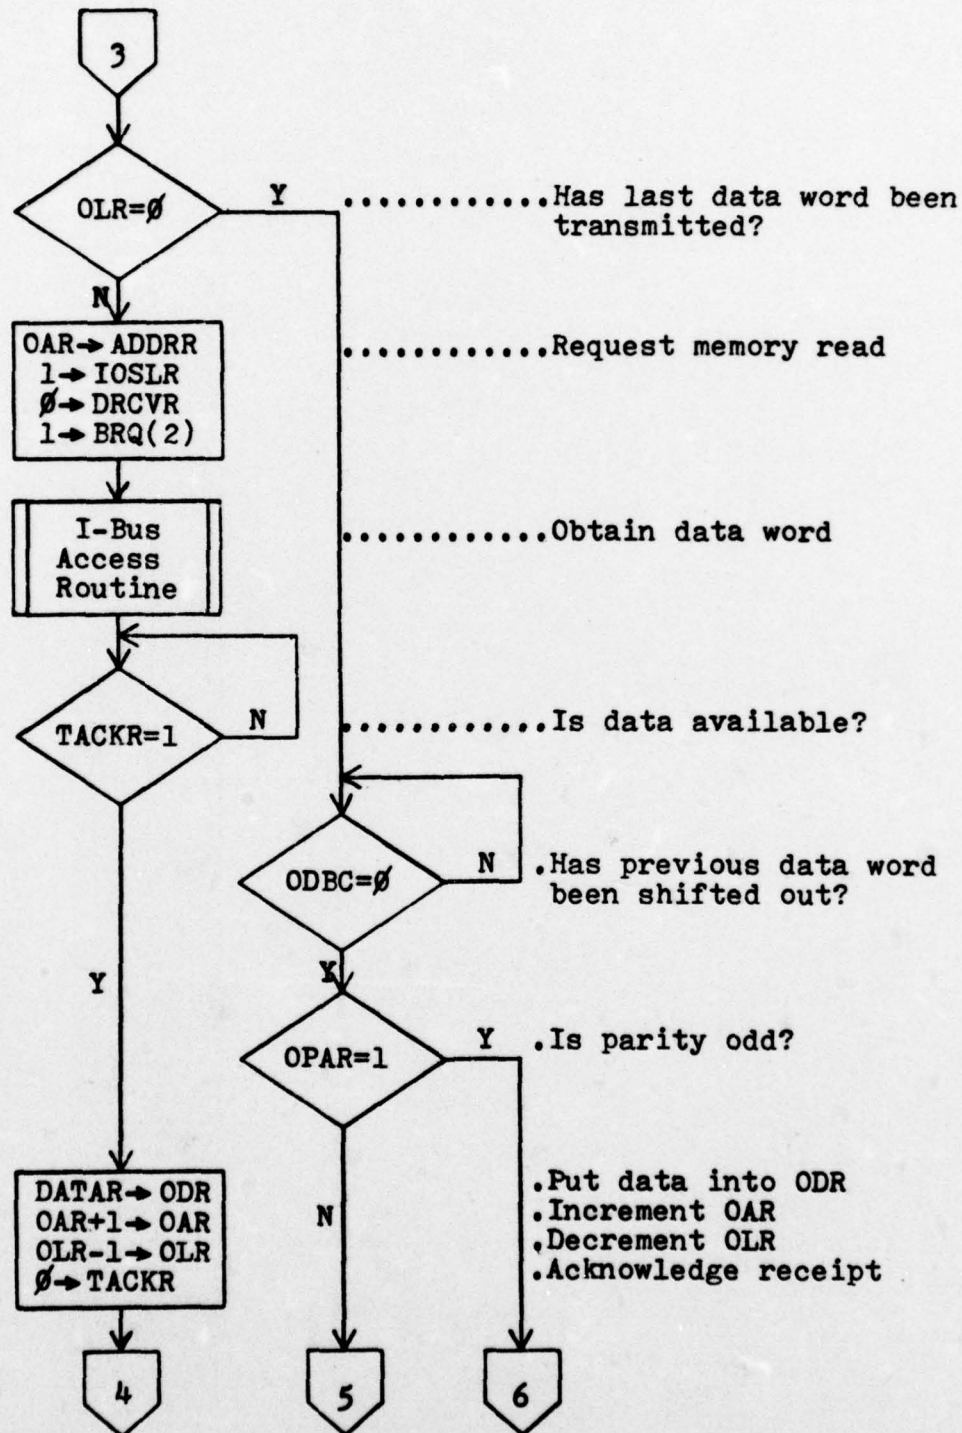 3
OLR=Ø
Y
............Has last data word been
transmitted?
N
OAR→ ADDRR
1→ IOSLR
Ø→ DRCVR
1→ BRQ(2)
............Request memory read
I-Bus
Access
Routine
............Obtain data word
TACKR=1
N
............Is data available?
ODBC=Ø
N
.Has previous data word
been shifted out?
Y
Y
OPAR=1
Y
.Is parity odd?
N
DATAR→ ODR
OAR+1→ OAR
OLR-1→ OLR
Ø→ TACKR
.Put data into ODR
.Increment OAR
.Decrement OLR
.Acknowledge receipt
4
5
6